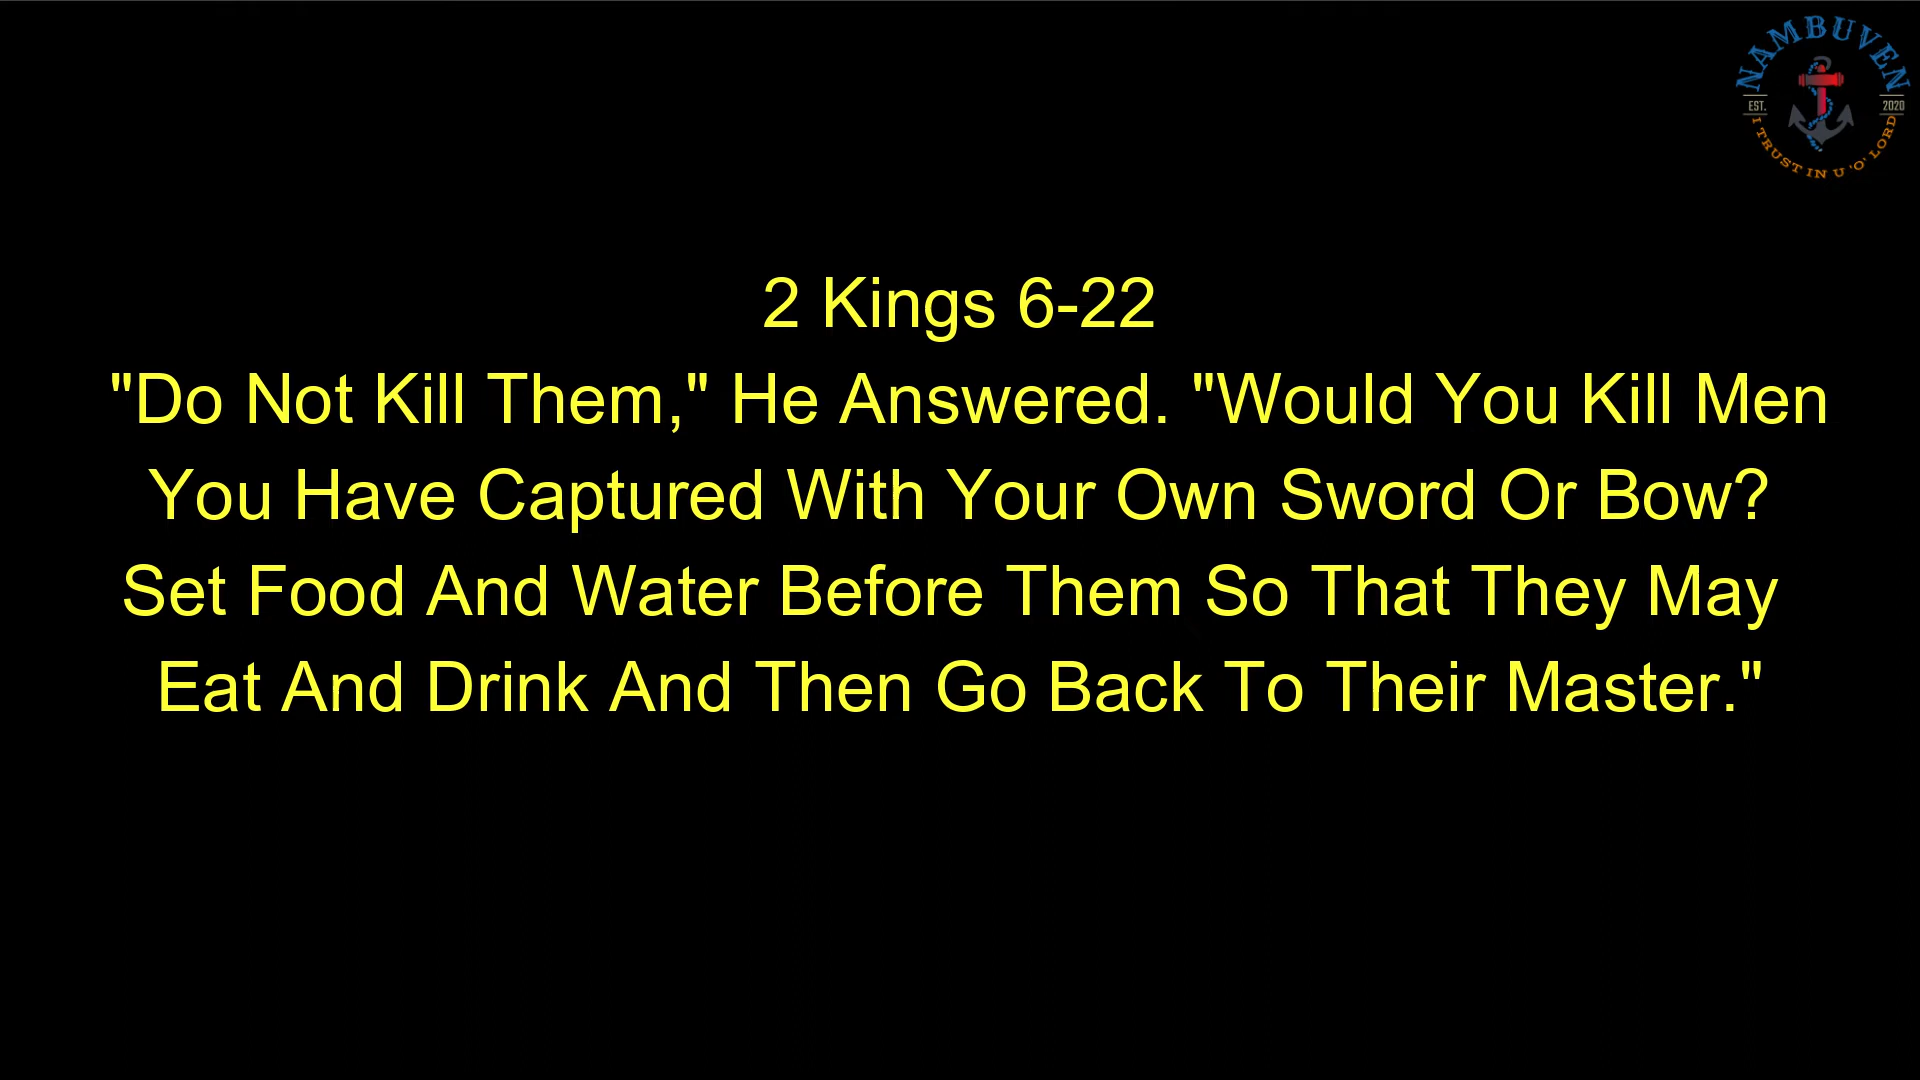 NAMBUVEN
EST. 2020
I TRUST IN U 'O' LORD
2 Kings 6-22
"Do Not Kill Them," He Answered. "Would You Kill Men
You Have Captured With Your Own Sword Or Bow?
Set Food And Water Before Them So That They May
Eat And Drink And Then Go Back To Their Master."